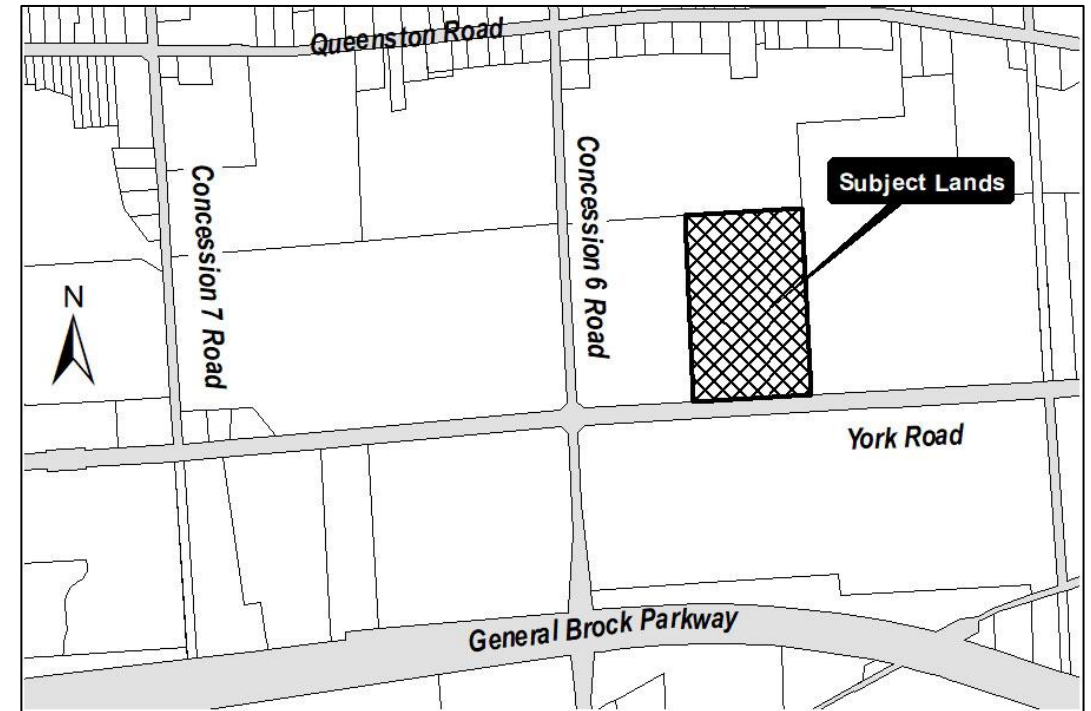 Queenston Road
Concession 7 Road
Concession 6 Road
Subject Lands
N
York Road
General Brock Parkway